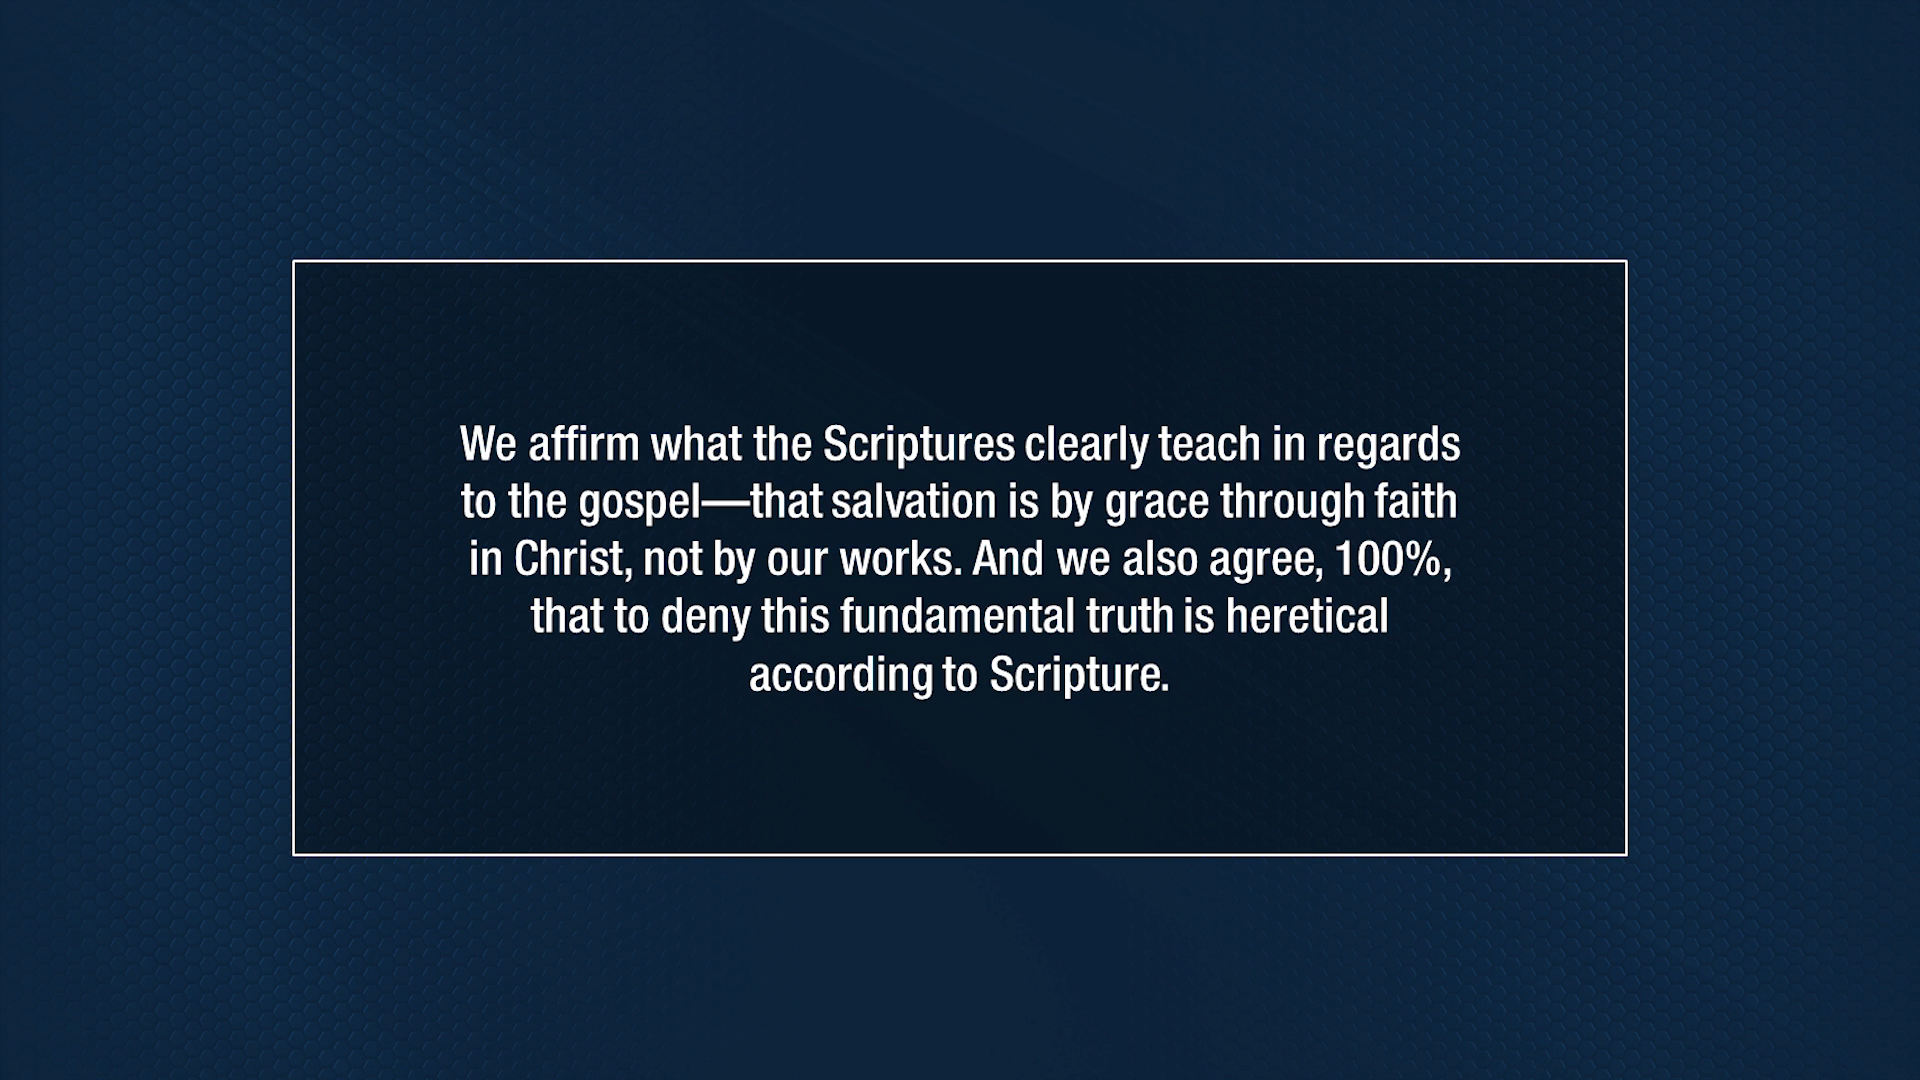 We affirm what the Scriptures clearly teach in regards
to the gospel—that salvation is by grace through faith
in Christ, not by our works. And we also agree, 100%,
that to deny this fundamental truth is heretical
according to Scripture.